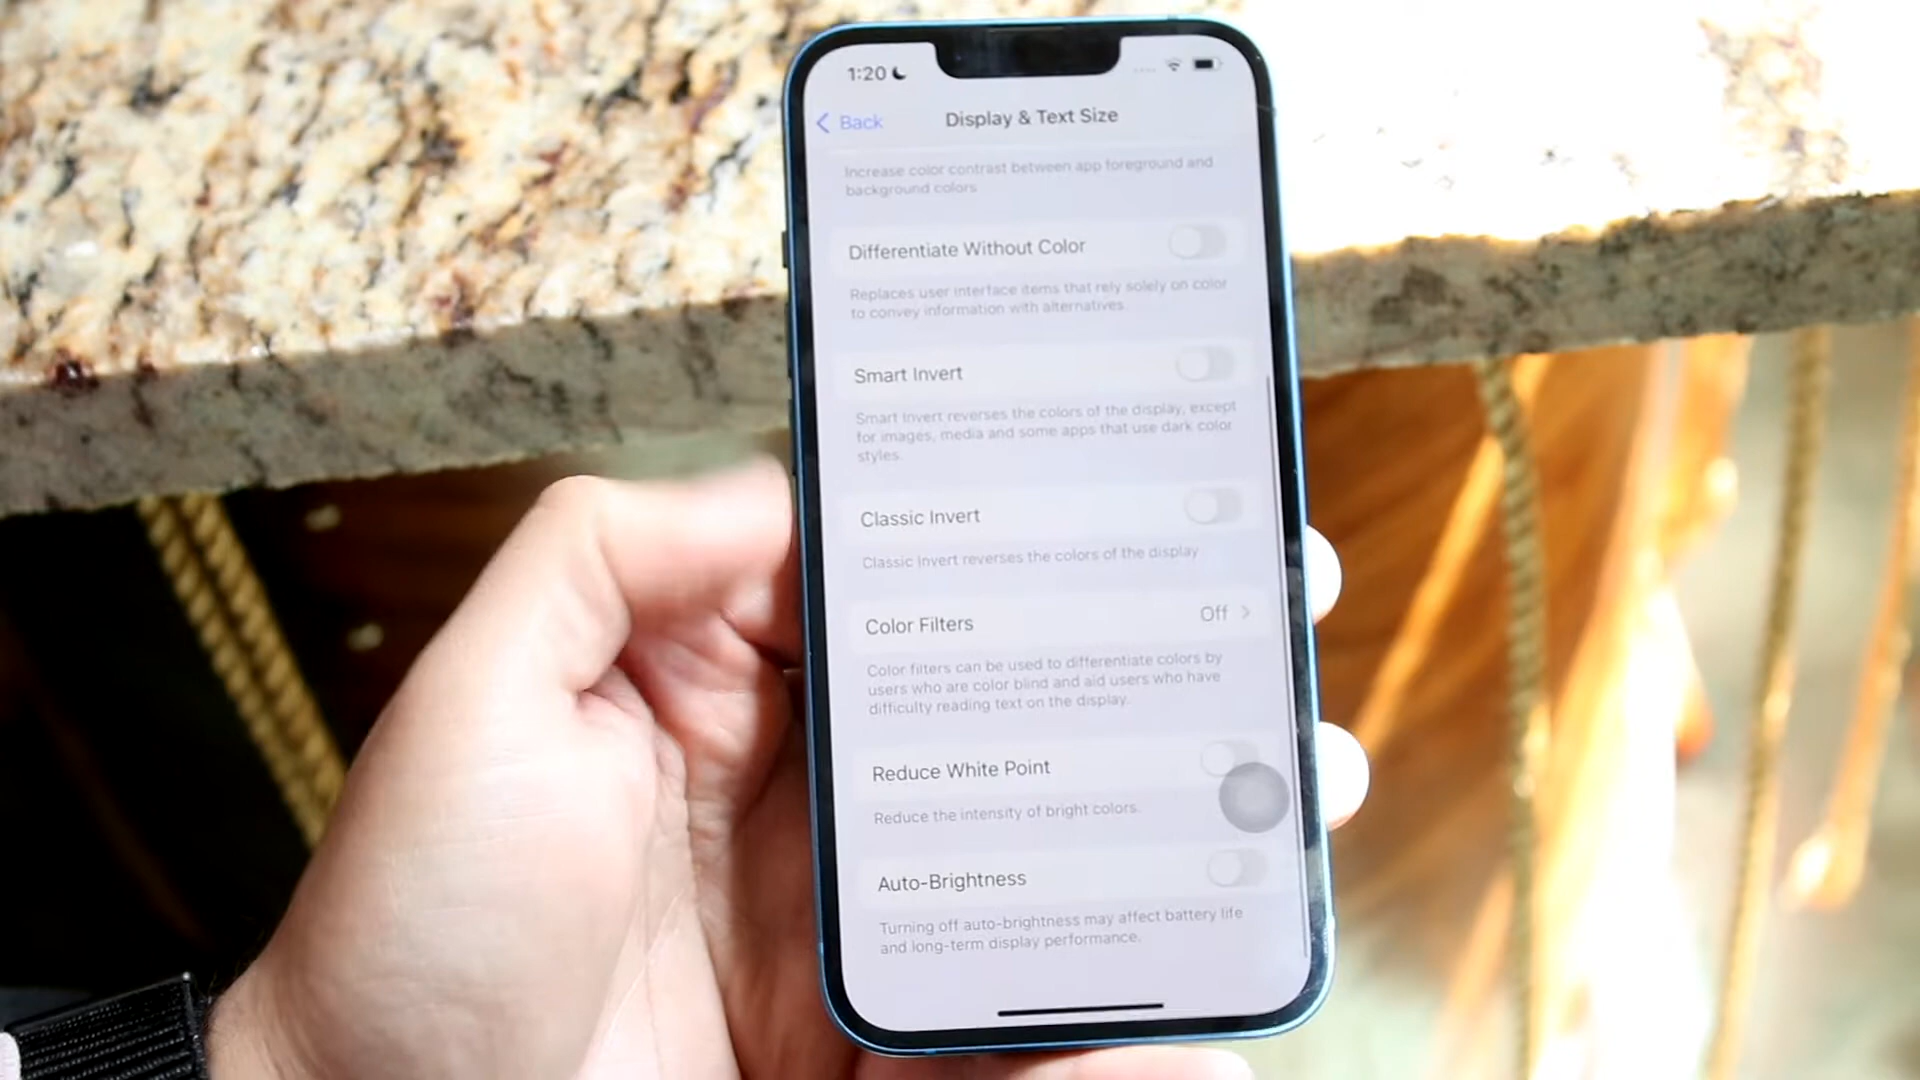 1:20
Back
Display & Text Size
Increase color contrast between app foreground and
background colors
Differentiate Without Color
Replaces user interface items that rely solely on color
to convey information with alternatives.
Smart Invert
Smart Invert reverses the colors of the display, except
for images, media and some apps that use dark color
styles.
Classic Invert
Classic Invert reverses the colors of the display
Color Filters Off
Color filters can be used to differentiate colors by
users who are color blind and aid users who have
difficulty reading text on the display.
Reduce White Point
Reduce the intensity of bright colors.
Auto-Brightness
Turning off auto-brightness may affect battery life
and long-term display performance.